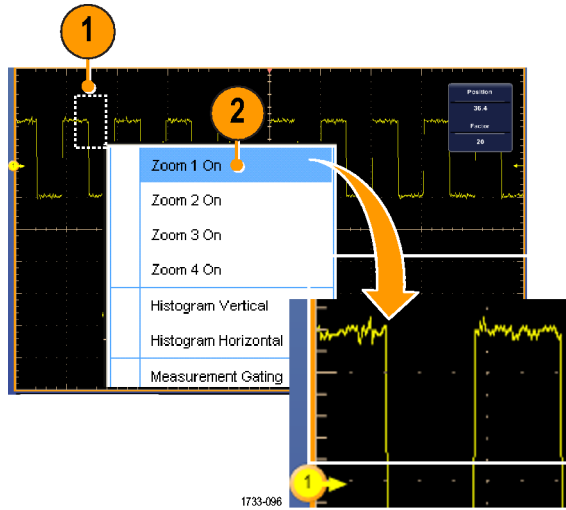 1
2
Position
36.4
Factor
20
1
Zoom 1 On
Zoom 2 On
Zoom 3 On
Zoom 4 On
Histogram Vertical
Histogram Horizontal
Measurement Gating
1
1733-096